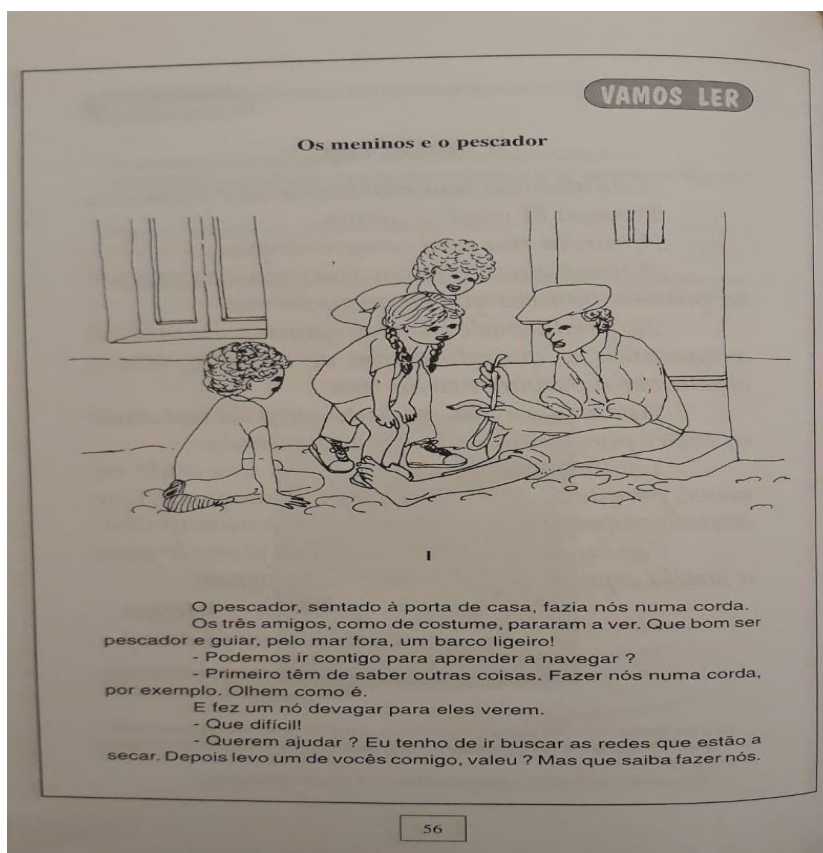 VAMOS LER
Os meninos e o pescador
I
O pescador, sentado à porta de casa, fazia nós numa corda.
Os três amigos, como de costume, pararam a ver. Que bom ser
pescador e guiar, pelo mar fora, um barco ligeiro!
- Podemos ir contigo para aprender a navegar ?
- Primeiro têm de saber outras coisas. Fazer nós numa corda,
por exemplo. Olhem como é.
E fez um nó devagar para eles verem.
- Que difícil!
- Querem ajudar ? Eu tenho de ir buscar as redes que estão a
secar. Depois levo um de vocês comigo, valeu ? Mas que saiba fazer nós.
56